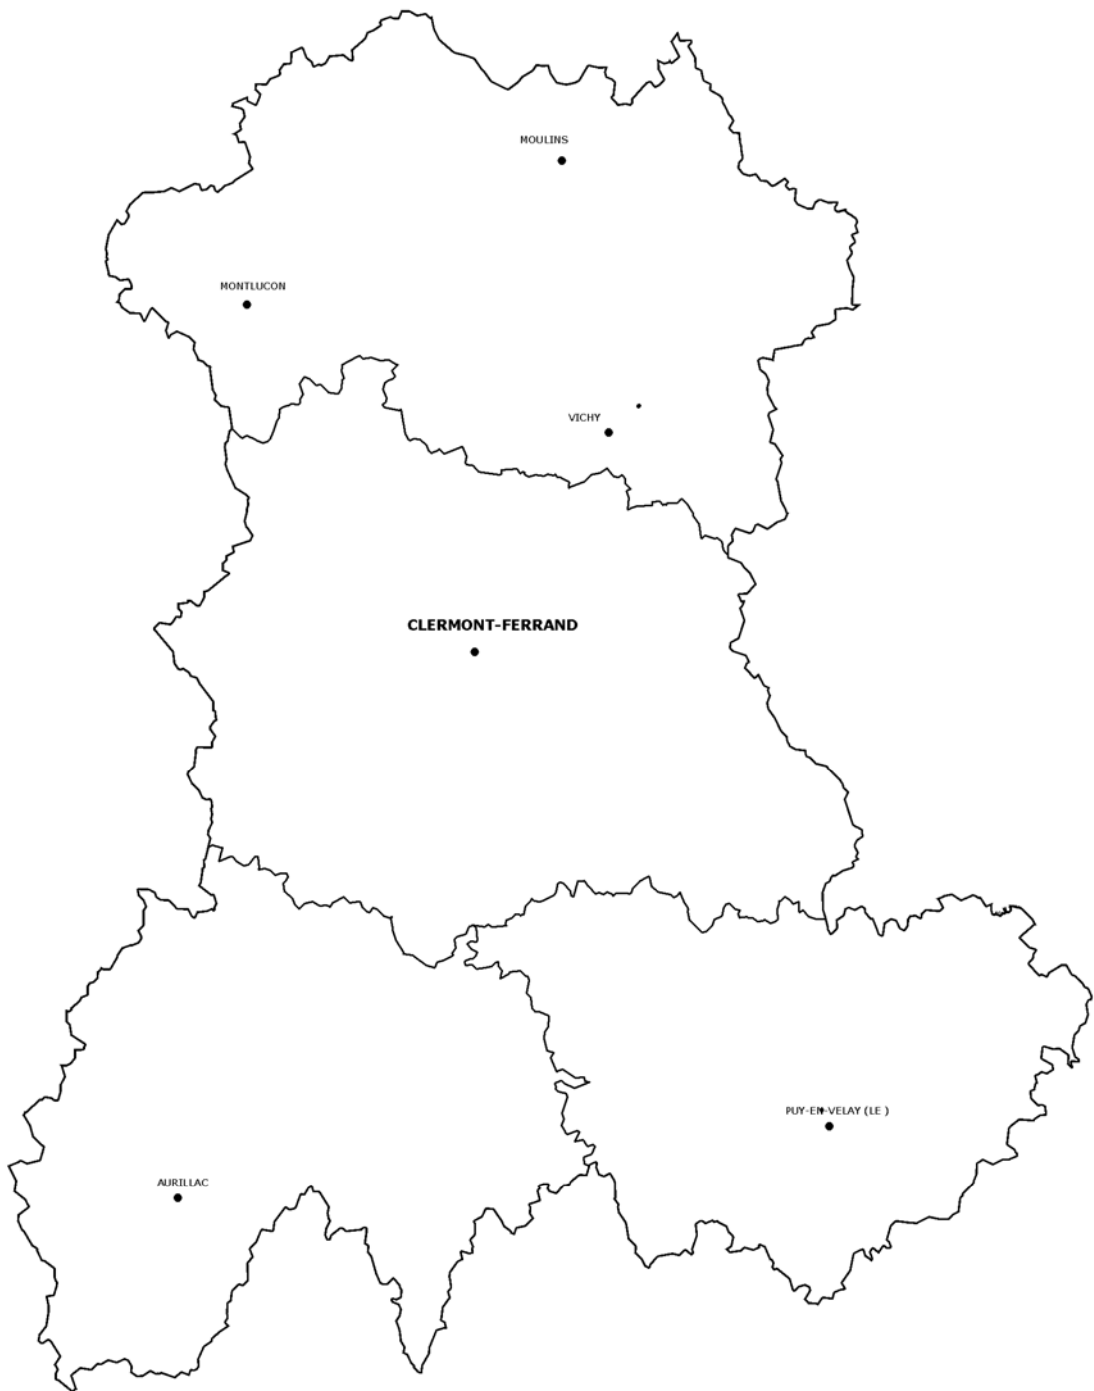 MOULINS
MONTLUCON
VICHY
CLERMONT-FERRAND
PUY-EN-VELAY (LE )
AURILLAC